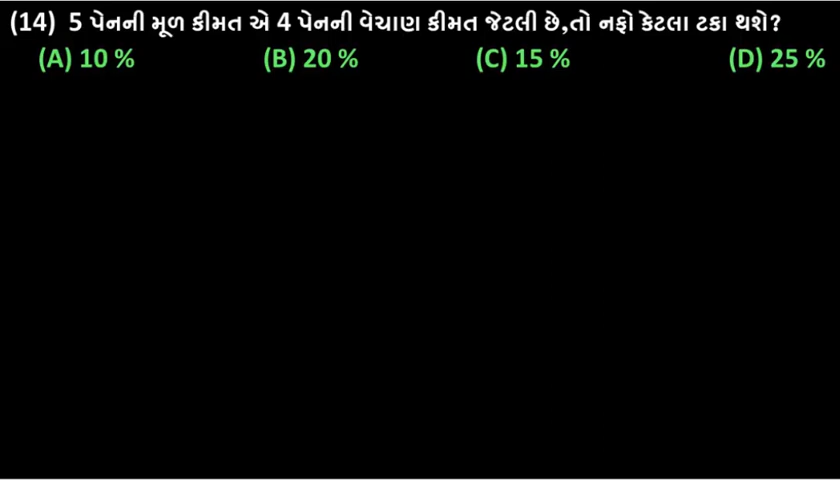 (14) 5 પેનની મૂળ કીમત એ 4 પેનની વેચાણ કીમત જેટલી છે,તો નફો કેટલા ટકા થશે?
(A) 10 % (B) 20 % (C) 15 % (D) 25 %